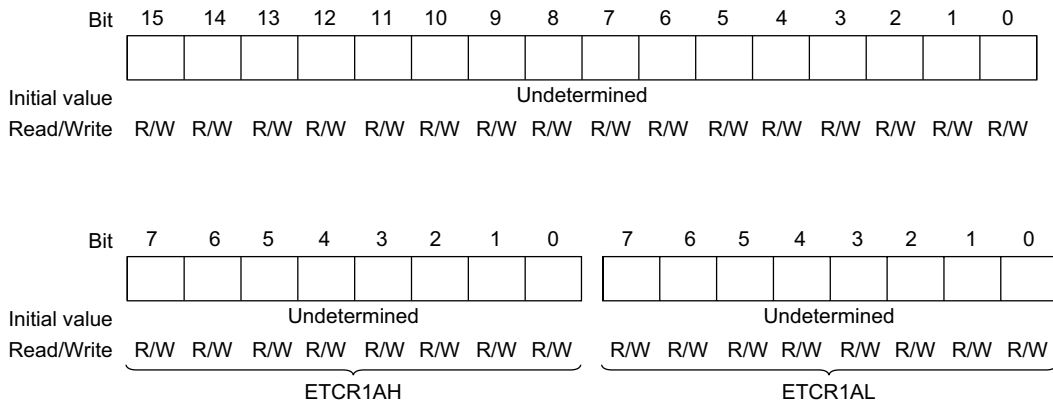 Bit 15 14 13 12 11 10 9 8 7 6 5 4 3 2 1 0
Initial value Undetermined
Read/Write R/W R/W R/W R/W R/W R/W R/W R/W R/W R/W R/W R/W R/W R/W R/W R/W
Bit 7 6 5 4 3 2 1 0 7 6 5 4 3 2 1 0
Initial value Undetermined Undetermined
Read/Write R/W R/W R/W R/W R/W R/W R/W R/W R/W R/W R/W R/W R/W R/W R/W R/W
ETCR1AH ETCR1AL